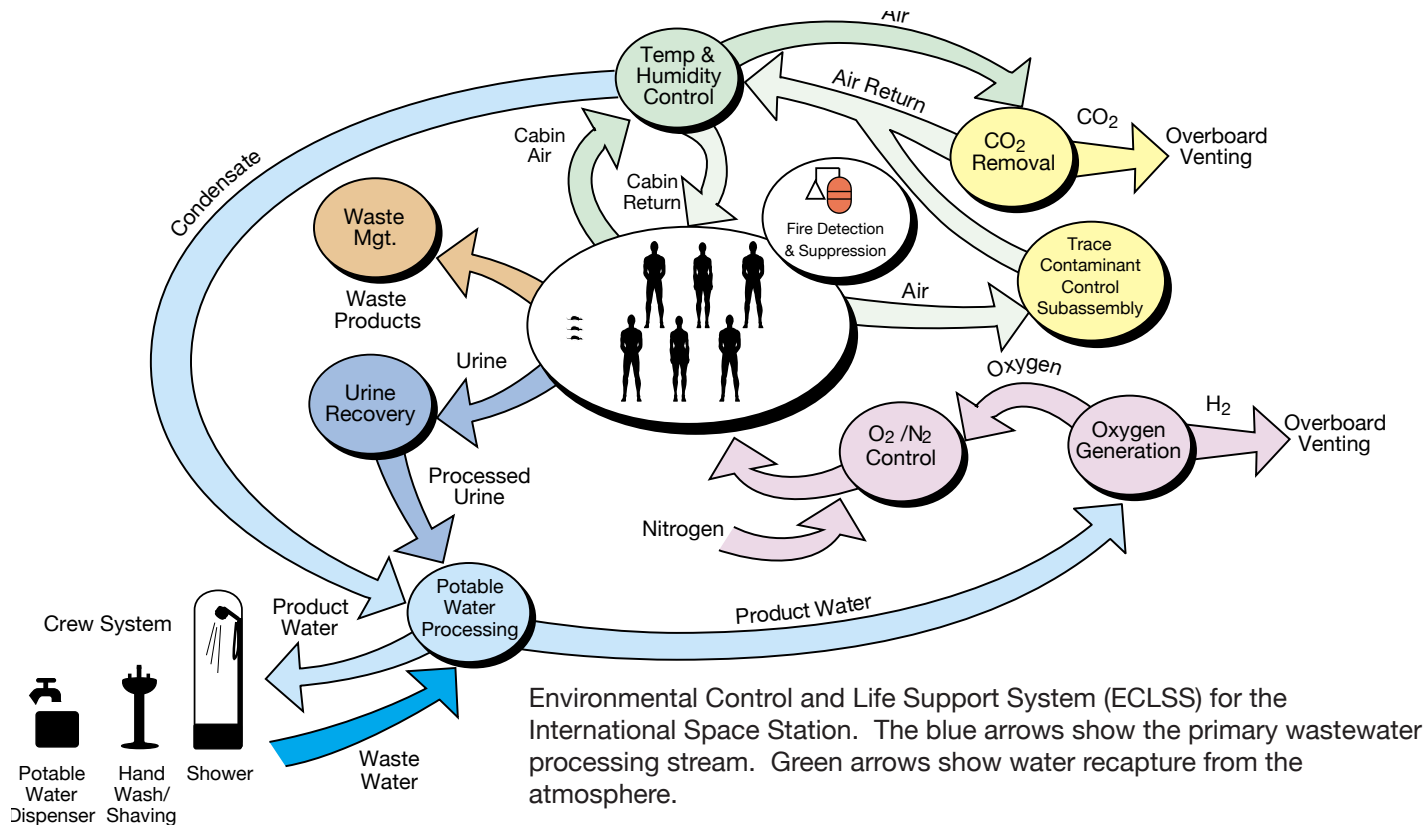 Air
Temp &
Humidity
Control
Air Return
CO2
Overboard
Venting
CO2
Removal
Cabin
Air
Cabin
Return
Condensate
Waste
Mgt.
Waste
Products
Fire Detection
& Suppression
Trace
Contaminant
Control
Subassembly
Air
Urine
Urine
Recovery
Processed
Urine
Oxygen
O2 /N2
Control
Oxygen
Generation
H2
Overboard
Venting
Nitrogen
Potable
Water
Processing
Product Water
Product
Water
Crew System
Waste
Water
Potable
Water
Dispenser
Hand
Wash/
Shaving
Shower
Environmental Control and Life Support System (ECLSS) for the
International Space Station.  The blue arrows show the primary wastewater
processing stream.  Green arrows show water recapture from the
atmosphere.